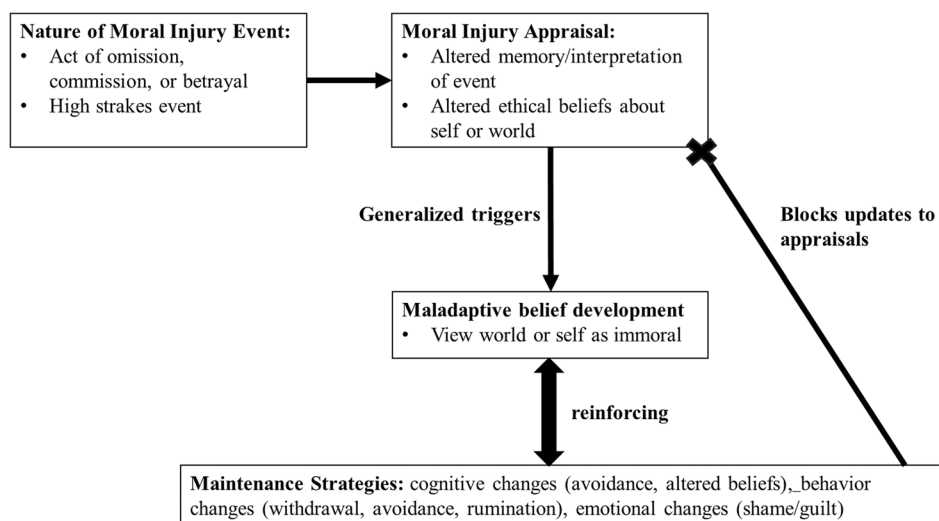 Nature of Moral Injury Event:
• Act of omission,
commission, or betrayal
• High strakes event
Moral Injury Appraisal:
• Altered memory/interpretation
of event
• Altered ethical beliefs about
self or world
Generalized triggers
Blocks updates to
appraisals
Maladaptive belief development
• View world or self as immoral
reinforcing
Maintenance Strategies: cognitive changes (avoidance, altered beliefs),_behavior
changes (withdrawal, avoidance, rumination), emotional changes (shame/guilt)